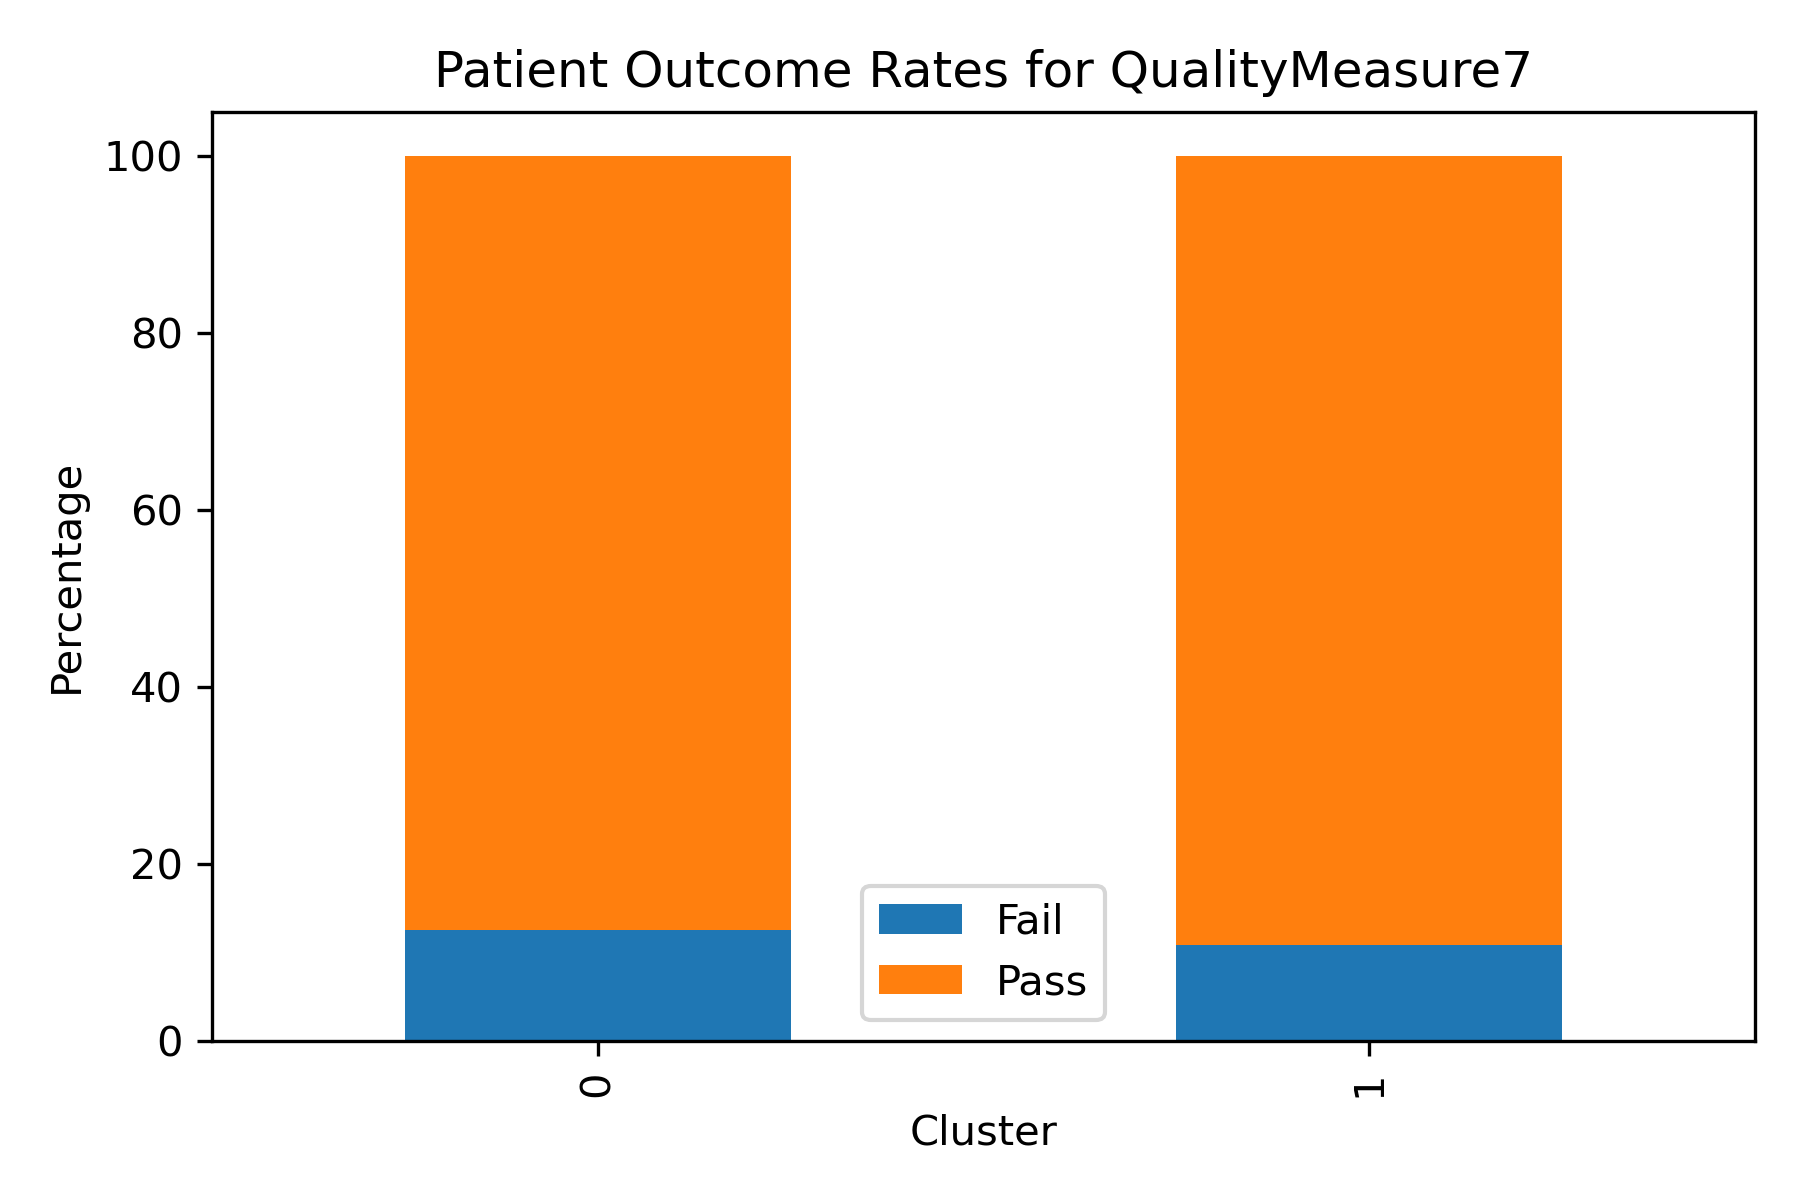 Patient Outcome Rates for QualityMeasure7
100
80
60
40
20
0
Percentage
Fail
Pass
0
1
Cluster